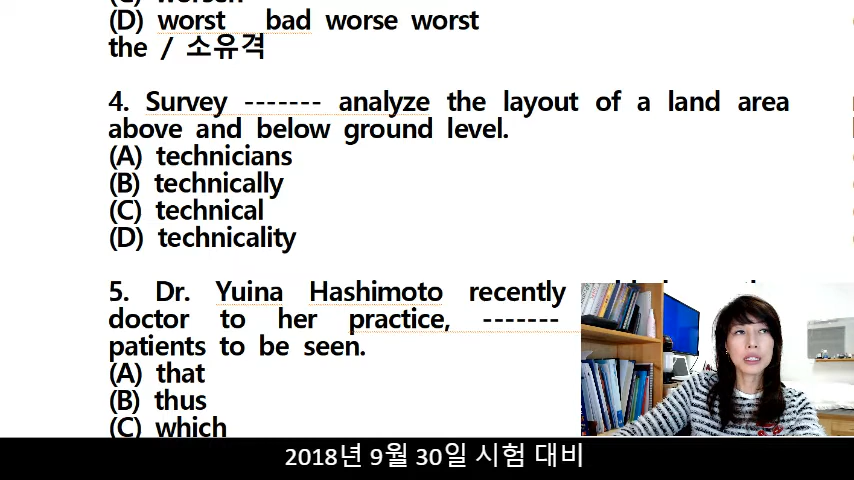 (D) worst bad worse worst
the / 소유격
4. Survey ------- analyze the layout of a land area
above and below ground level.
(A) technicians
(B) technically
(C) technical
(D) technicality
5. Dr. Yuina Hashimoto recently
doctor to her practice, -------
patients to be seen.
(A) that
(B) thus
(C) which
2018년 9월 30일 시험 대비